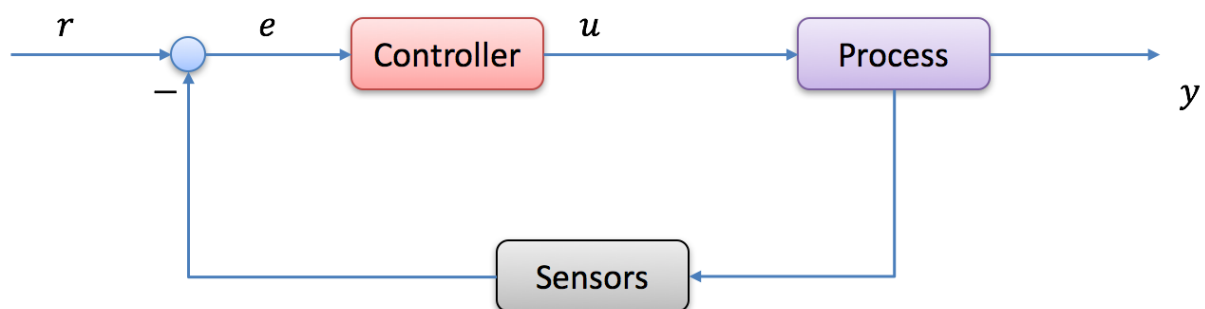 r
e
Controller
u
Process
−
y
Sensors